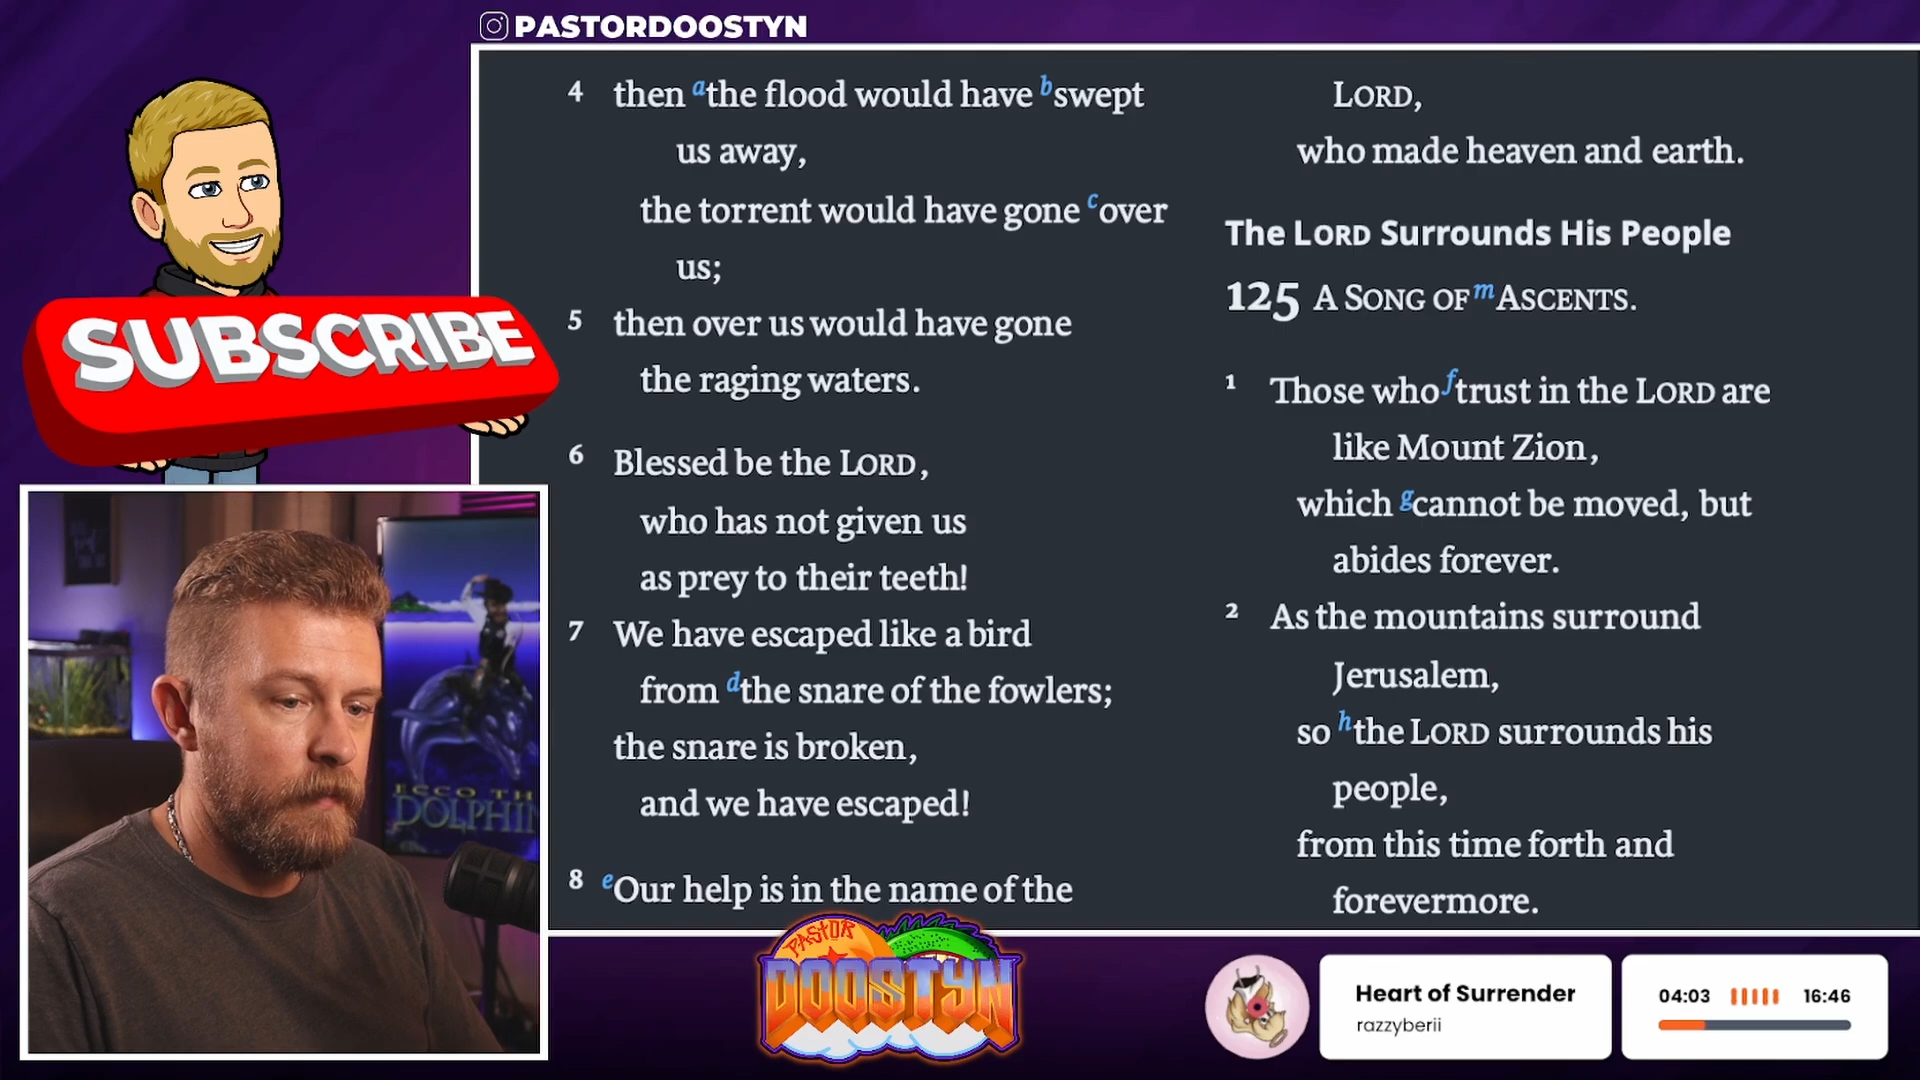 PASTORDOOSTYN
4 then a the flood would have b swept
us away,
the torrent would have gone c over
us;
5 then over us would have gone
the raging waters.
6 Blessed be the LORD,
who has not given us
as prey to their teeth!
7 We have escaped like a bird
from d the snare of the fowlers;
the snare is broken,
and we have escaped!
8 e Our help is in the name of the
LORD,
who made heaven and earth.
The LORD Surrounds His People
125 A SONG OF m ASCENTS.
1 Those who f trust in the LORD are
like Mount Zion,
which g cannot be moved, but
abides forever.
2 As the mountains surround
Jerusalem,
so h the LORD surrounds his
people,
from this time forth and
forevermore.
SUBSCRIBE
ECCO TH
DOLPHIN
PASTOR
DOOSTYN
Heart of Surrender
razzyberii
04:03 16:46